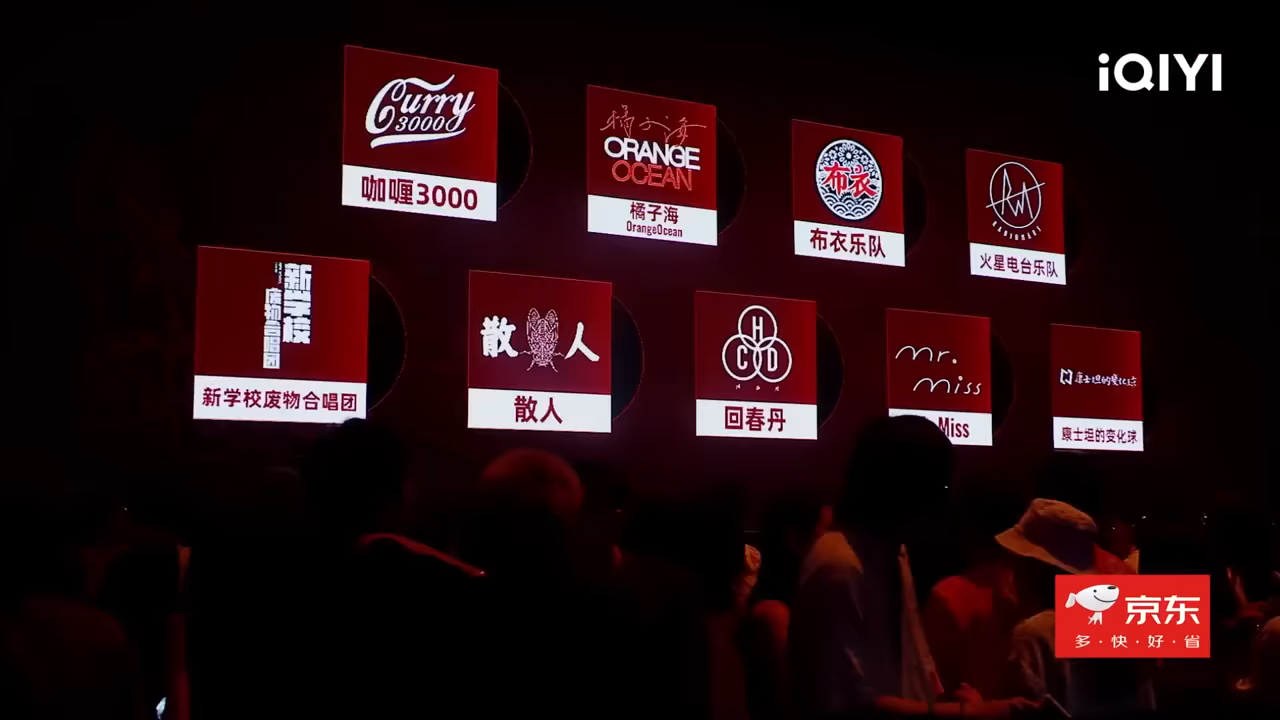 iQIYI
Curry
3000
咖喱3000
橘子海
ORANGE
OCEAN
橘子海
OrangeOcean
布衣
布衣乐队
RADIOMARS
火星电台乐队
新学校
废物合唱团
新学校废物合唱团
散人
散人
H
C D
回春丹
Mr.
Miss
Miss
康士坦的变化球
康士坦的变化球
京东
多·快·好·省